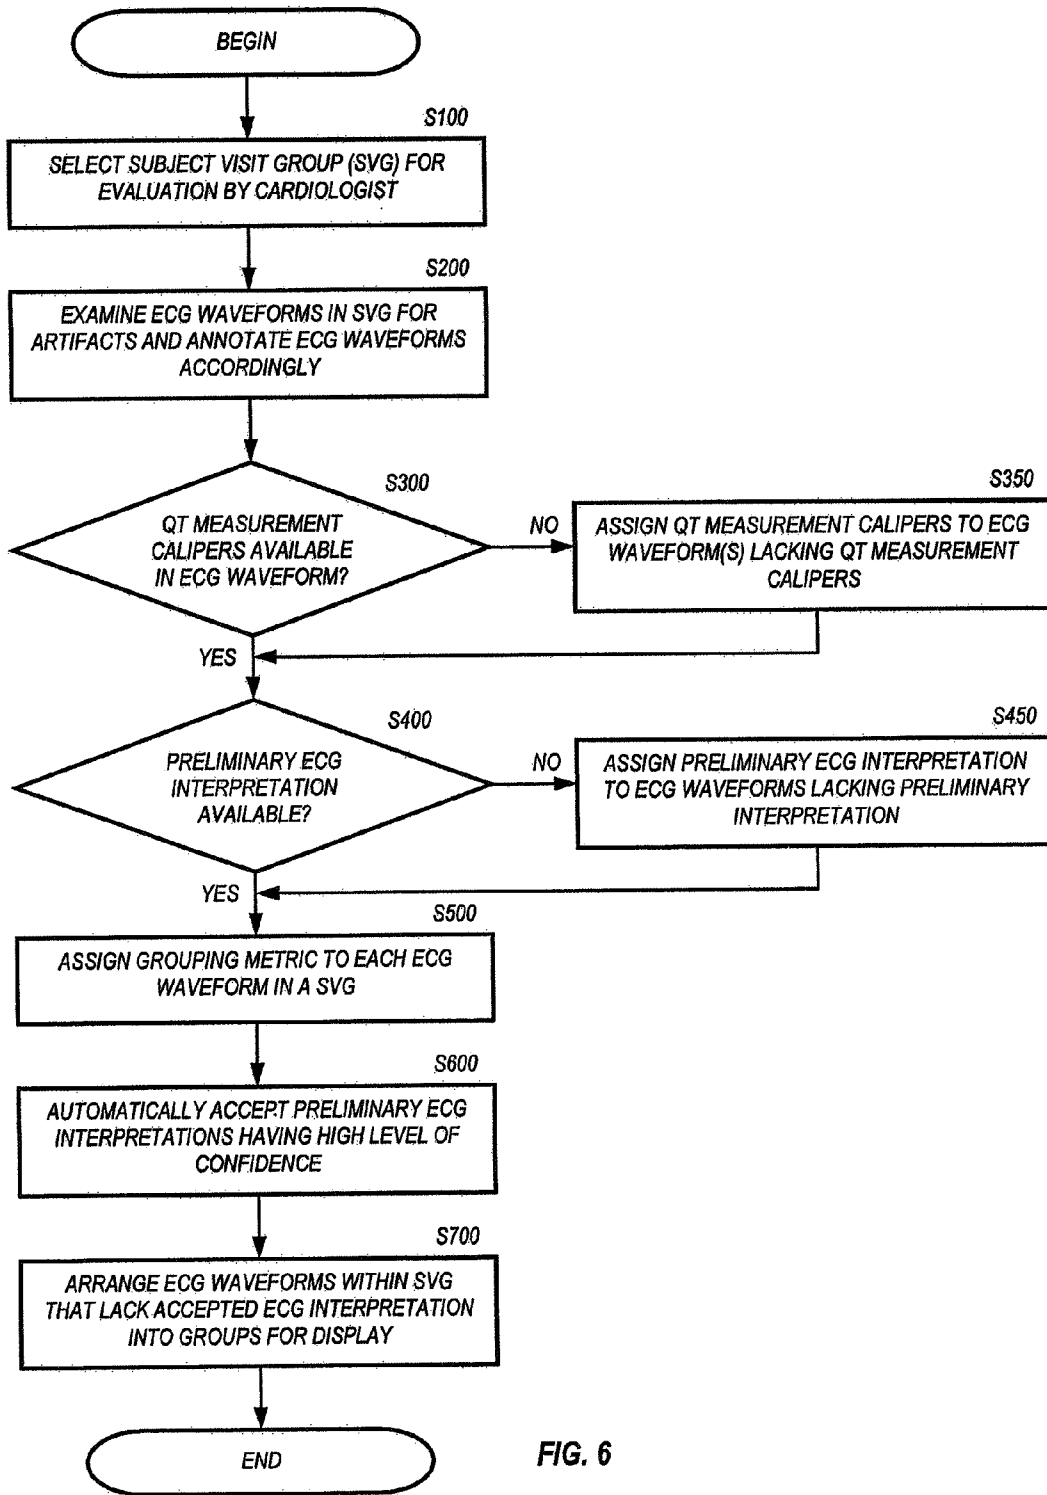 BEGIN
S100
SELECT SUBJECT VISIT GROUP (SVG) FOR
EVALUATION BY CARDIOLOGIST
S200
EXAMINE ECG WAVEFORMS IN SVG FOR
ARTIFACTS AND ANNOTATE ECG WAVEFORMS
ACCORDINGLY
S300
QT MEASUREMENT
CALIPERS AVAILABLE
IN ECG WAVEFORM?
NO
S350
ASSIGN QT MEASUREMENT CALIPERS TO ECG
WAVEFORM(S) LACKING QT MEASUREMENT
CALIPERS
YES
S400
PRELIMINARY ECG
INTERPRETATION
AVAILABLE?
NO
S450
ASSIGN PRELIMINARY ECG INTERPRETATION
TO ECG WAVEFORMS LACKING PRELIMINARY
INTERPRETATION
YES
S500
ASSIGN GROUPING METRIC TO EACH ECG
WAVEFORM IN A SVG
S600
AUTOMATICALLY ACCEPT PRELIMINARY ECG
INTERPRETATIONS HAVING HIGH LEVEL OF
CONFIDENCE
S700
ARRANGE ECG WAVEFORMS WITHIN SVG
THAT LACK ACCEPTED ECG INTERPRETATION
INTO GROUPS FOR DISPLAY
END
FIG. 6